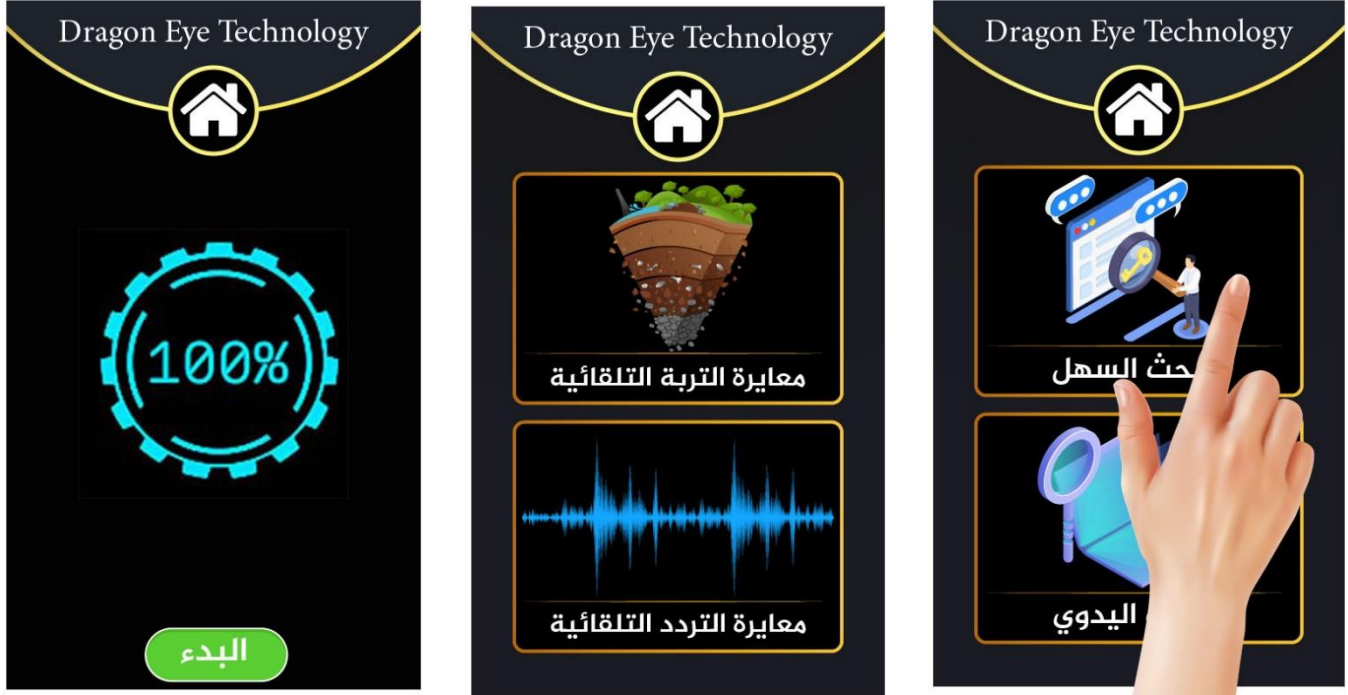 Dragon Eye Technology
100%
البدء
Dragon Eye Technology
معايرة التربة التلقائية
معايرة التردد التلقائية
Dragon Eye Technology
السهل
اليدوي